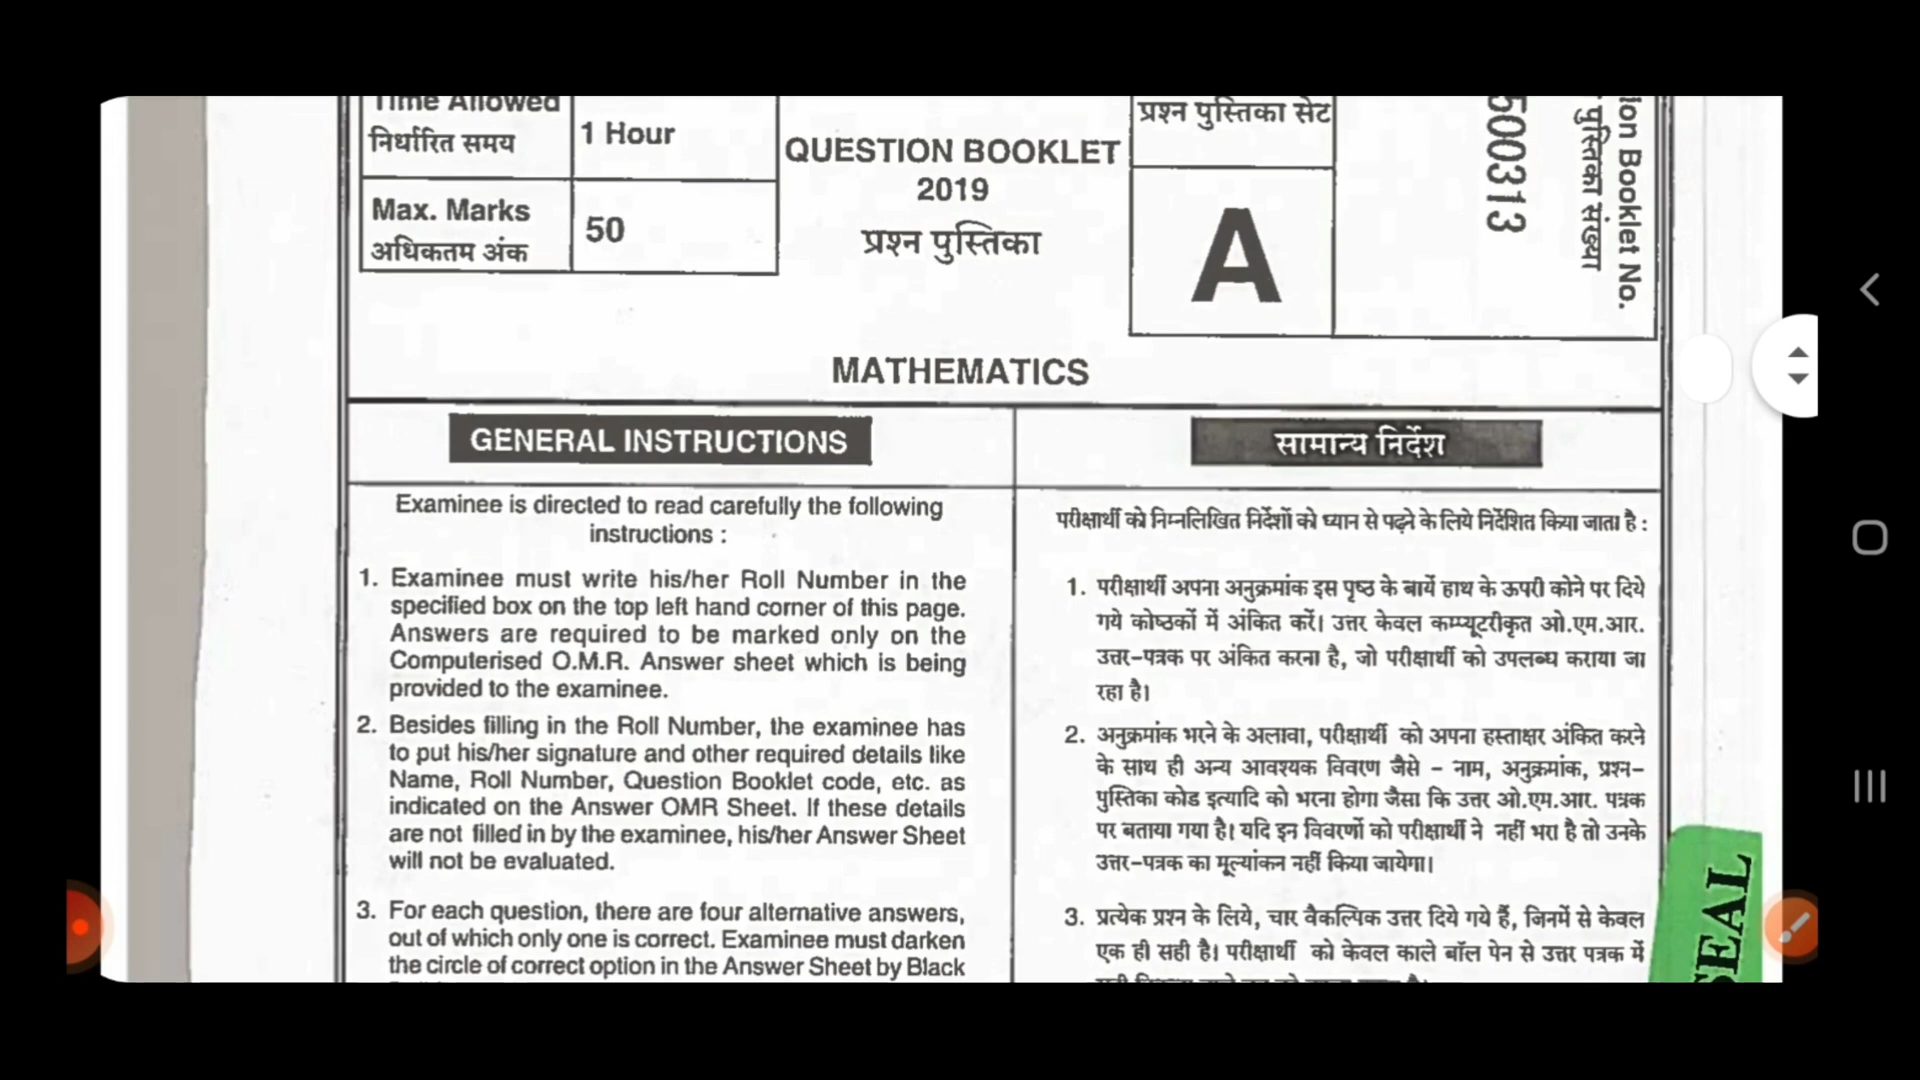 Time Allowed
निर्धारित समय
1 Hour
Max. Marks
अधिकतम अंक
50
QUESTION BOOKLET
2019
प्रश्न पुस्तिका
प्रश्न पुस्तिका सेट
A
500313
ion Booklet No.
पुस्तिका संख्या
MATHEMATICS
GENERAL INSTRUCTIONS
Examinee is directed to read carefully the following
instructions :
1. Examinee must write his/her Roll Number in the
specified box on the top left hand corner of this page.
Answers are required to be marked only on the
Computerised O.M.R. Answer sheet which is being
provided to the examinee.
2. Besides filling in the Roll Number, the examinee has
to put his/her signature and other required details like
Name, Roll Number, Question Booklet code, etc. as
indicated on the Answer OMR Sheet. If these details
are not filled in by the examinee, his/her Answer Sheet
will not be evaluated.
3. For each question, there are four alternative answers,
out of which only one is correct. Examinee must darken
the circle of correct option in the Answer Sheet by Black
सामान्य निर्देश
परीक्षार्थी को निम्नलिखित निर्देशों को ध्यान से पढ़ने के लिये निर्देशित किया जाता है :
1. परीक्षार्थी अपना अनुक्रमांक इस पृष्ठ के बायें हाथ के ऊपरी कोने पर दिये
गये कोष्ठकों में अंकित करें। उत्तर केवल कम्प्यूटरीकृत ओ.एम.आर.
उत्तर-पत्रक पर अंकित करना है, जो परीक्षार्थी को उपलब्ध कराया जा
रहा है।
2. अनुक्रमांक भरने के अलावा, परीक्षार्थी को अपना हस्ताक्षर अंकित करने
के साथ ही अन्य आवश्यक विवरण जैसे - नाम, अनुक्रमांक, प्रश्न-
पुस्तिका कोड इत्यादि को भरना होगा जैसा कि उत्तर ओ.एम.आर. पत्रक
पर बताया गया है। यदि इन विवरणों को परीक्षार्थी ने नहीं भरा है तो उनके
उत्तर-पत्रक का मूल्यांकन नहीं किया जायेगा।
3. प्रत्येक प्रश्न के लिये, चार वैकल्पिक उत्तर दिये गये हैं, जिनमें से केवल
एक ही सही है। परीक्षार्थी को केवल काले बॉल पेन से उत्तर पत्रक में
SEAL